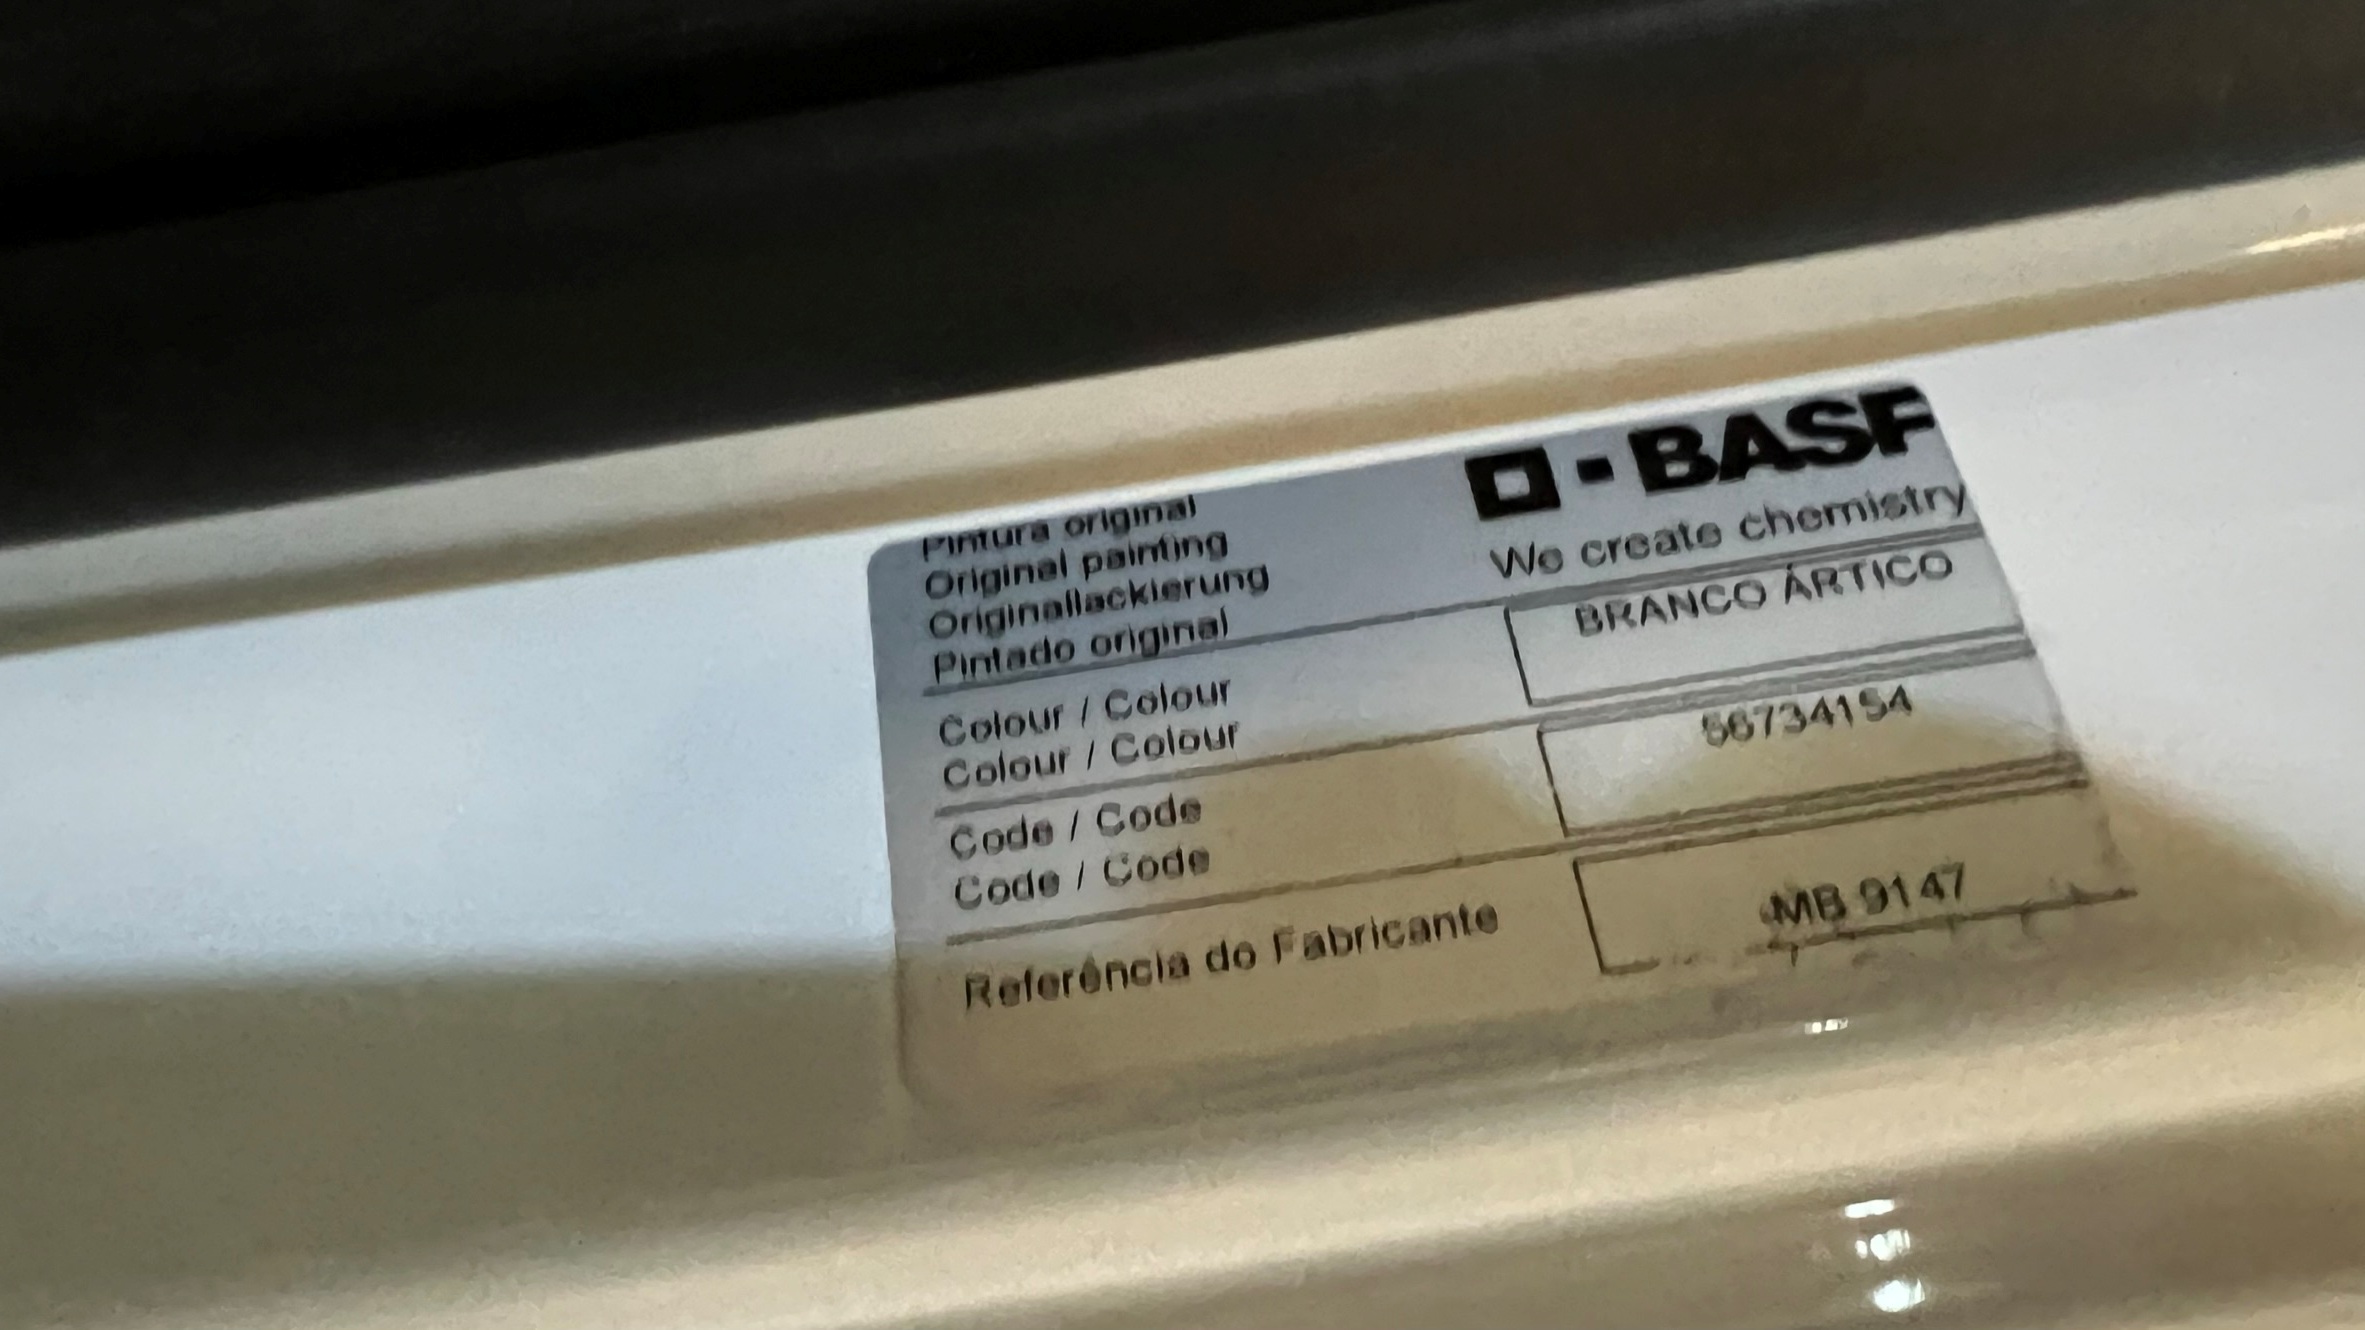 BASF
We create chemistry
Pintura original
Original painting
Originallackierung
Pintado original
Colour / Colour
Colour / Colour
BRANCO ÁRTICO
Code / Code
Code / Code
56734154
Referência do Fabricante
MB 9147